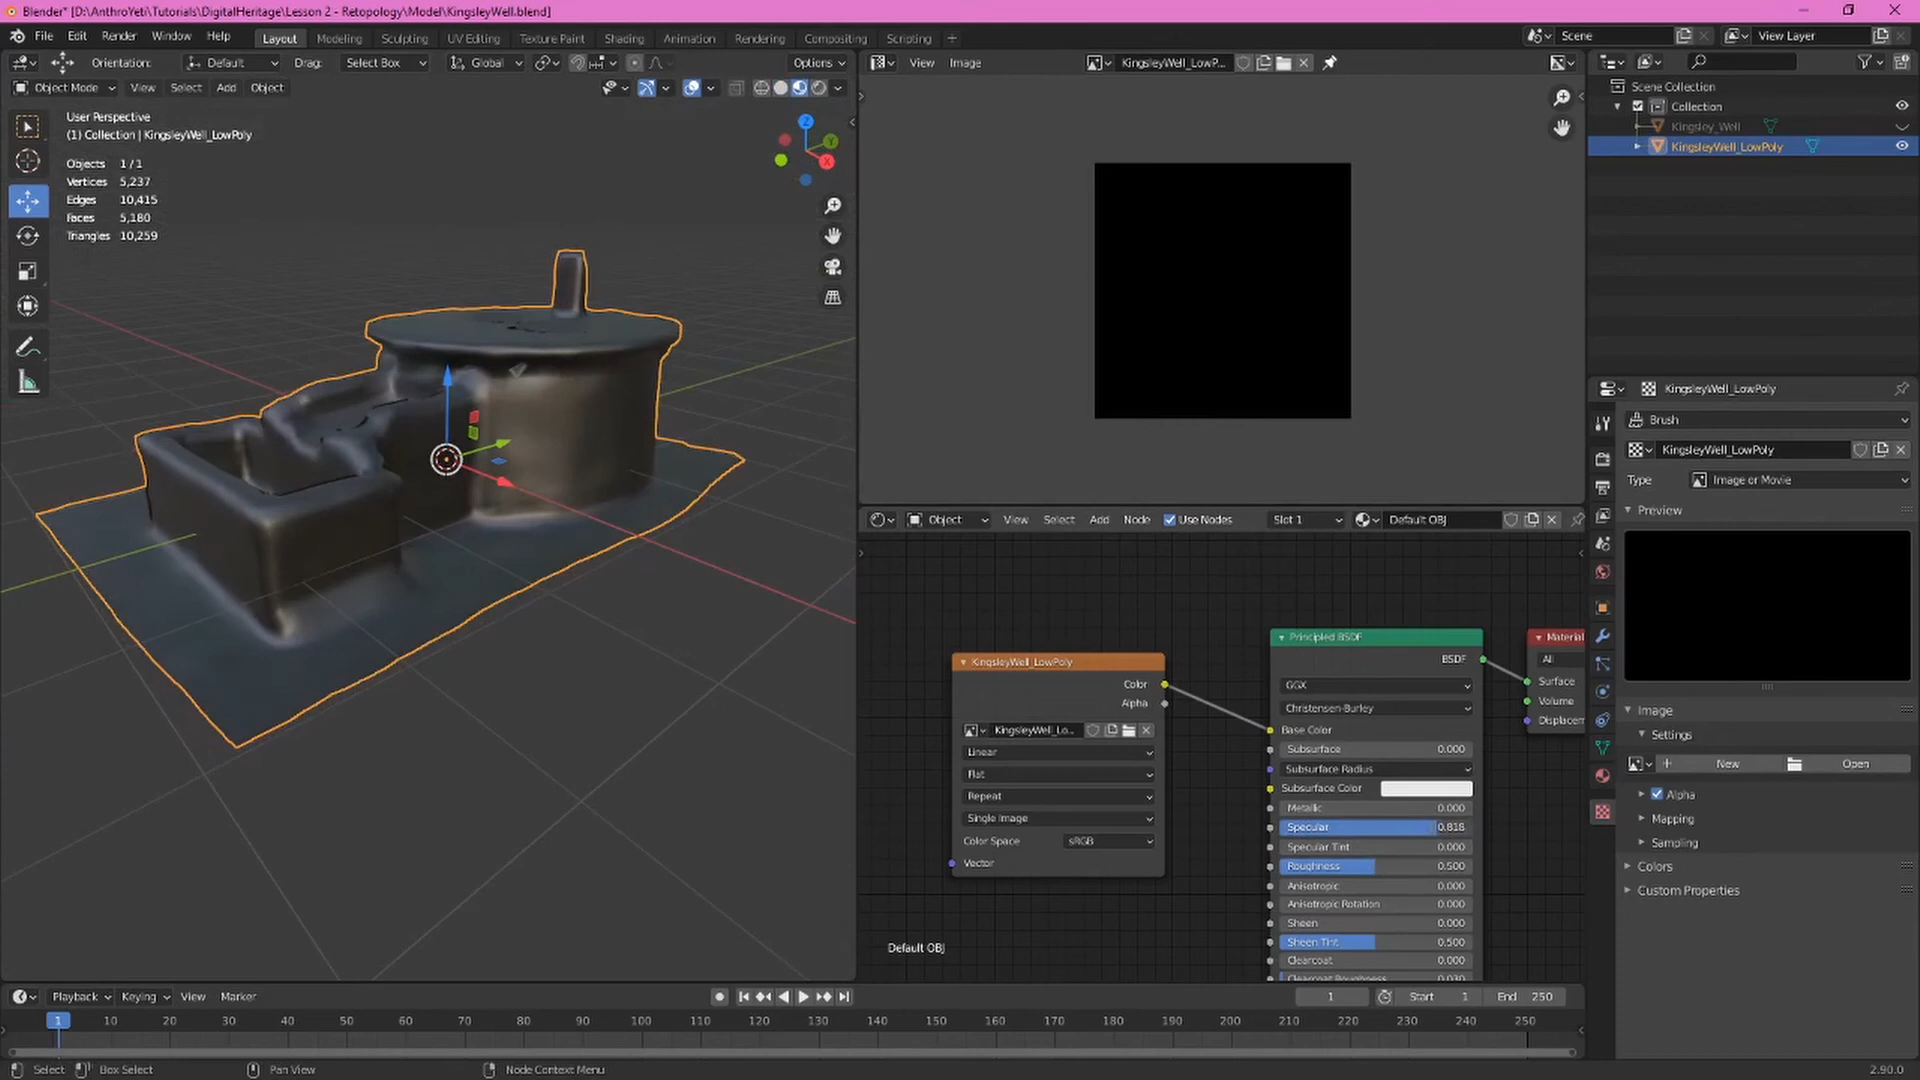 Blender* [D:\AnthroYeti\Tutorials\DigitalHeritage\Lesson 2 - Retopology\Model\KingsleyWell.blend]
File Edit Render Window Help Layout Modeling Sculpting UV Editing Texture Paint Shading Animation Rendering Compositing Scripting + Scene View Layer
Orientation: Default Drag: Select Box Global Options
View Image KingsleyWell_LowP...
Object Mode View Select Add Object
User Perspective
(1) Collection | KingsleyWell_LowPoly
Objects 1/1
Vertices 5,237
Edges 10,415
Faces 5,180
Triangles 10,259
Z
Y
X
Scene Collection
Collection
Kingsley_Well
KingsleyWell_LowPoly
Object View Select Add Node Use Nodes Slot 1 Default OBJ
KingsleyWell_LowPoly
Color
Alpha
KingsleyWell_Lo...
Linear
Flat
Repeat
Single Image
Color Space sRGB
Vector
Default OBJ
Principled BSDF
BSDF
GGX
Christensen-Burley
Base Color
Subsurface 0.000
Subsurface Radius
Subsurface Color
Metallic 0.000
Specular 0.818
Specular Tint 0.000
Roughness 0.500
Anisotropic 0.000
Anisotropic Rotation 0.000
Sheen 0.000
Sheen Tint 0.500
Clearcoat 0.000
Clearcoat Roughness 0.030
Material
All
Surface
Volume
Displacem
KingsleyWell_LowPoly
Brush
KingsleyWell_LowPoly
Type Image or Movie
Preview
Image
Settings
New Open
Alpha
Mapping
Sampling
Colors
Custom Properties
Playback Keying View Marker 1 Start 1 End 250
1 10 20 30 40 50 60 70 80 90 100 110 120 130 140 150 160 170 180 190 200 210 220 230 240 250
Select Box Select Pan View Node Context Menu 2.90.0